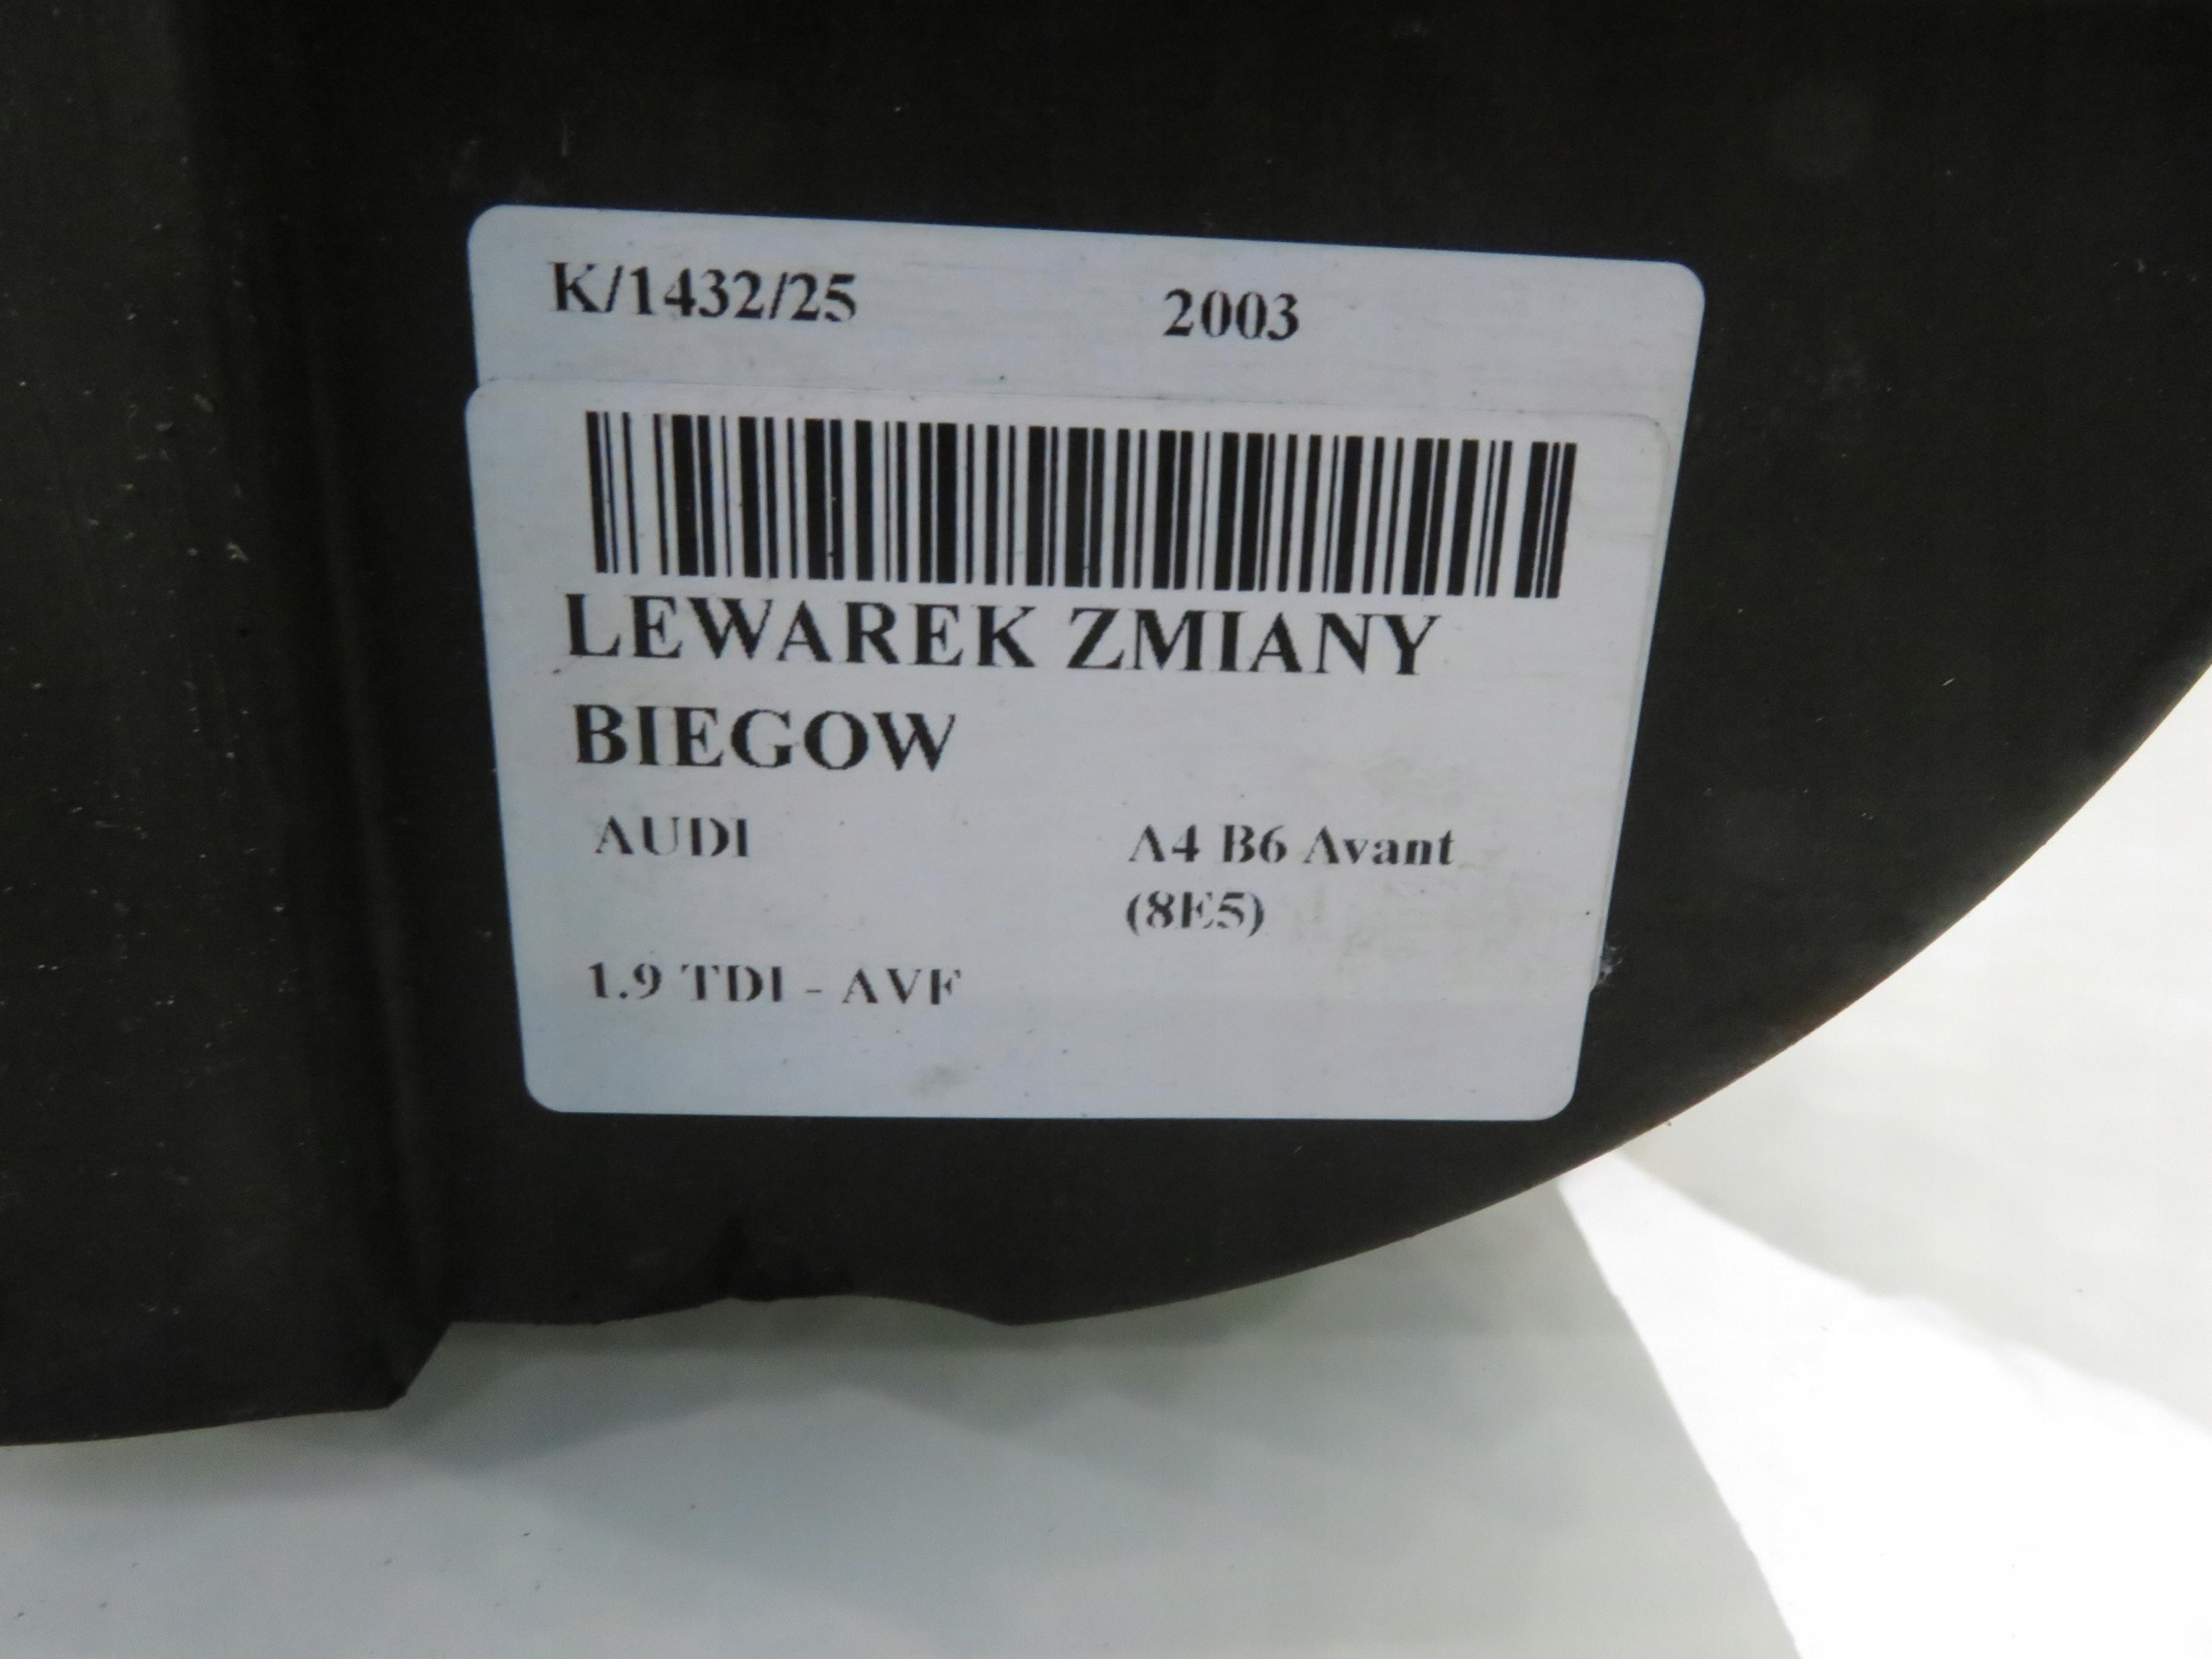 K/1432/25 2003
LEWAREK ZMIANY
BIEGOW
AUDI A4 B6 Avant
(8E5)
1.9 TDI - AVF